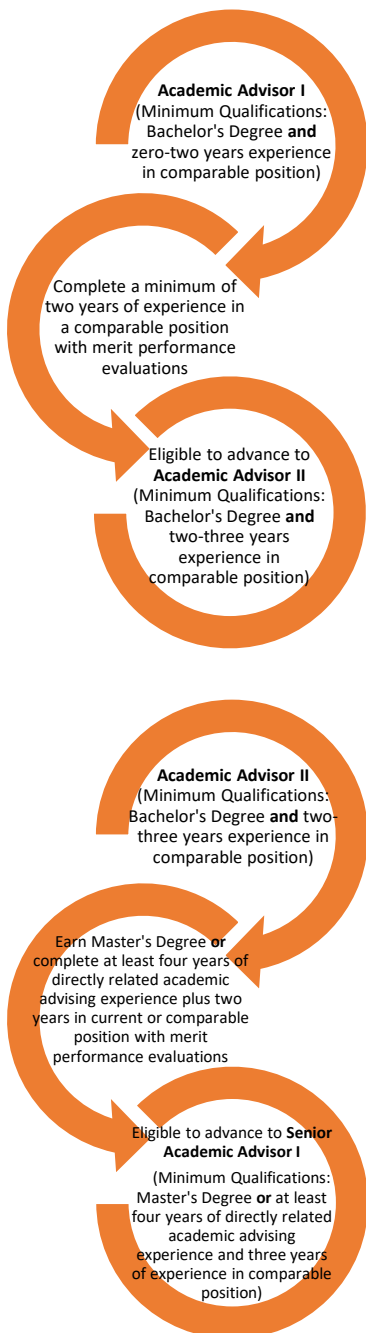 Academic Advisor I
(Minimum Qualifications:
Bachelor's Degree and
zero-two years experience
in comparable position)
Complete a minimum of
two years of experience in
a comparable position
with merit performance
evaluations
Eligible to advance to
Academic Advisor II
(Minimum Qualifications:
Bachelor's Degree and
two-three years
experience in
comparable position)
Academic Advisor II
(Minimum Qualifications:
Bachelor's Degree and two-
three years experience in
comparable position)
Earn Master's Degree or
complete at least four years of
directly related academic
advising experience plus two
years in current or comparable
position with merit
performance evaluations
Eligible to advance to Senior
Academic Advisor I
(Minimum Qualifications:
Master's Degree or at least
four years of directly related
academic advising
experience and three years
of experience in comparable
position)